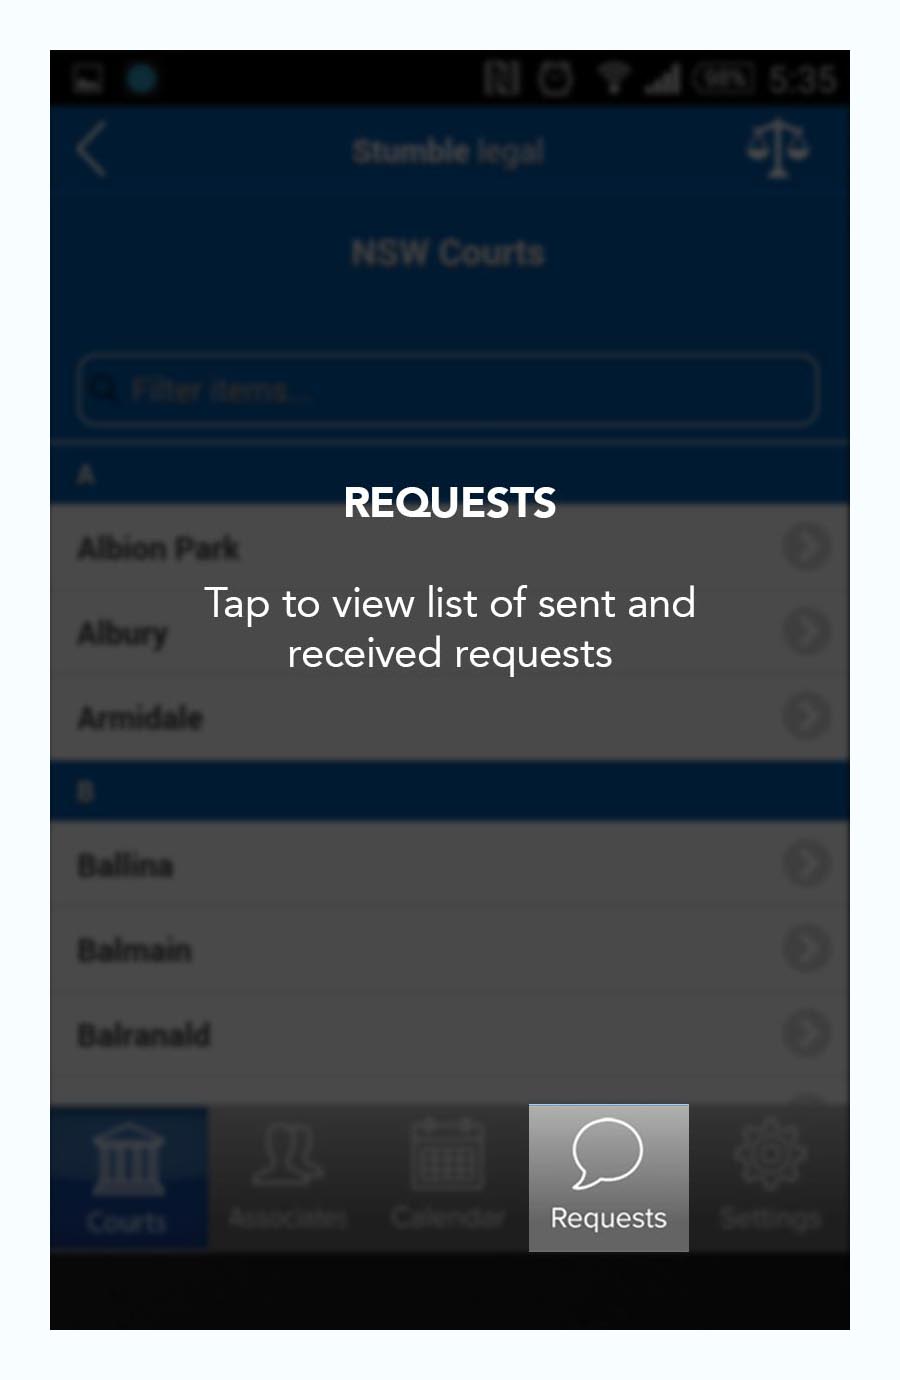 98% 5:35
Stumble legal
NSW Courts
Filter items...
A
REQUESTS
Albion Park
Tap to view list of sent and
Albury
received requests
Armidale
B
Ballina
Balmain
Balranald
Courts Associates Calendar Requests Settings